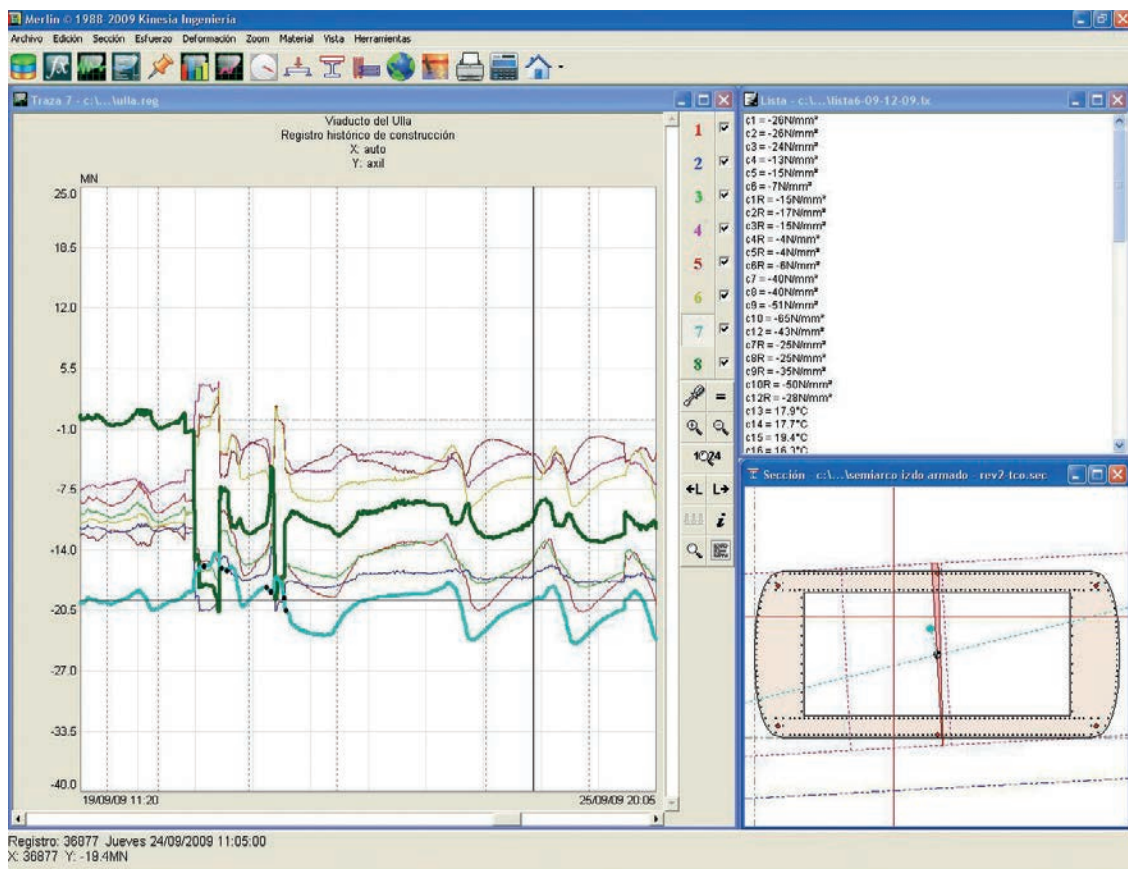 Merlin © 1988-2009 Kinesia Ingeniería
Archivo Edición Sección Esfuerzo Deformación Zoom Material Vista Herramientas
Traza 7 - c:\...\ulla.reg
Viaducto del Ulla
Registro histórico de construcción
X: auto
Y: axil
MN
25.0
18.5
12.0
5.5
-1.0
-7.5
-14.0
-20.5
-27.0
-33.5
-40.0
19/09/09 11:20
25/09/09 20:05
1
2
3
4
5
6
7
8
=
←L L→
i
Lista - c:\...\lista6-09-12-09.tx
c1 = -26N/mm²
c2 = -26N/mm²
c3 = -24N/mm²
c4 = -13N/mm²
c5 = -15N/mm²
c6 = -7N/mm²
c1R = -15N/mm²
c2R = -17N/mm²
c3R = -15N/mm²
c4R = -4N/mm²
c5R = -4N/mm²
c6R = -6N/mm²
c7 = -40N/mm²
c8 = -40N/mm²
c9 = -51N/mm²
c10 = -65N/mm²
c12 = -43N/mm²
c7R = -25N/mm²
c8R = -25N/mm²
c9R = -35N/mm²
c10R = -50N/mm²
c12R = -28N/mm²
c13 = 17.9°C
c14 = 17.7°C
c15 = 19.4°C
c16 = 16.3°C
Sección - c:\...\semiarco izdo armado - rev2-tco.sec
Registro: 36877 Jueves 24/09/2009 11:05:00
X: 36877 Y: -19.4MN